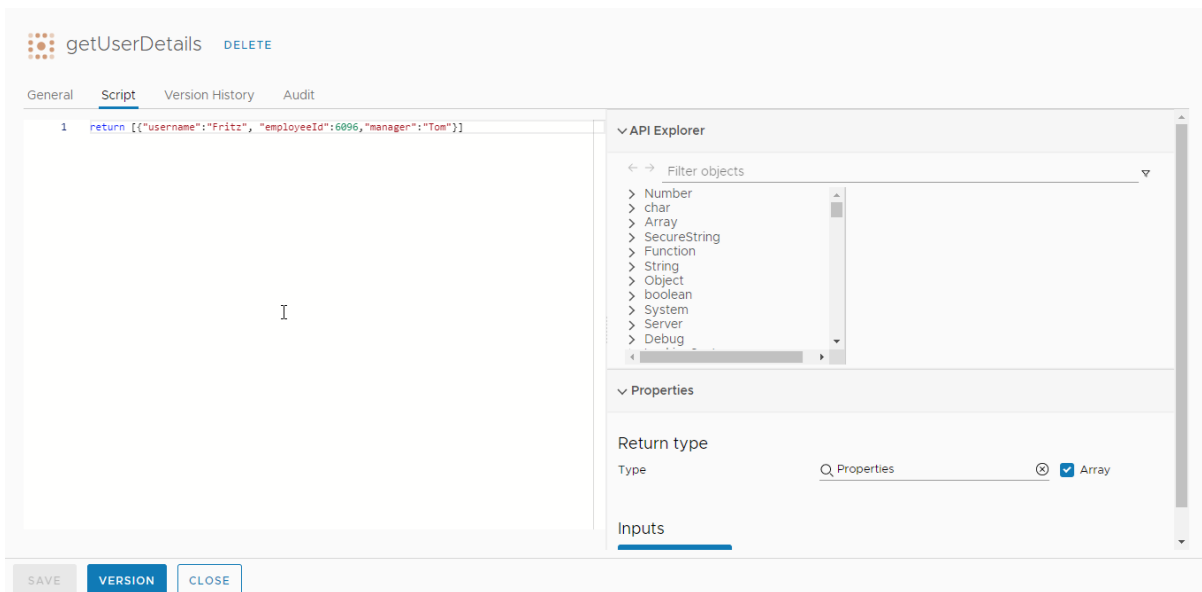 getUserDetails DELETE
General Script Version History Audit
1 return [{"username":"Fritz", "employeeId":6096,"manager":"Tom"}]
API Explorer
Filter objects
Number
char
Array
SecureString
Function
String
Object
boolean
System
Server
Debug
Properties
Return type
Type Properties Array
Inputs
SAVE VERSION CLOSE